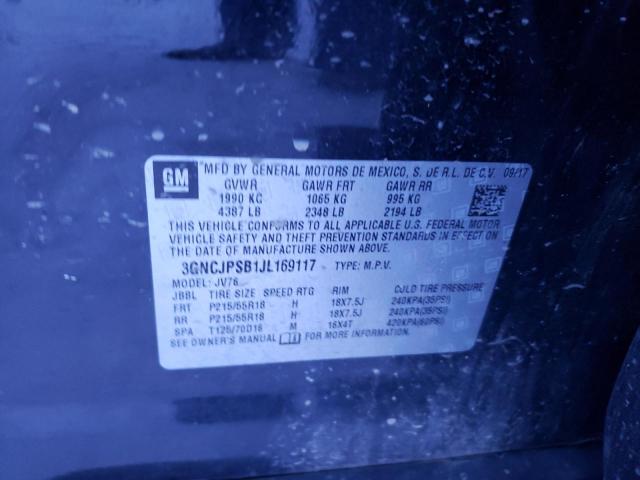 GM MFD BY GENERAL MOTORS DE MEXICO, S. DE R.L. DE C.V. 09/17
GVWR GAWR FRT GAWR RR
1990 KG 1065 KG 995 KG
4387 LB 2348 LB 2194 LB
THIS VEHICLE CONFORMS TO ALL APPLICABLE U.S. FEDERAL MOTOR
VEHICLE SAFETY AND THEFT PREVENTION STANDARDS IN EFFECT ON
THE DATE OF MANUFACTURE SHOWN ABOVE.
3GNCJPSB1JL169117 TYPE: M.P.V.
MODEL: JV76
JBBL TIRE SIZE SPEED RTG RIM COLD TIRE PRESSURE
FRT P215/55R18 H 18X7.5J 240KPA(35PSI)
RR P215/55R18 H 18X7.5J 240KPA(35PSI)
SPA T125/70D16 M 16X4T 420KPA(60PSI)
SEE OWNER'S MANUAL FOR MORE INFORMATION.